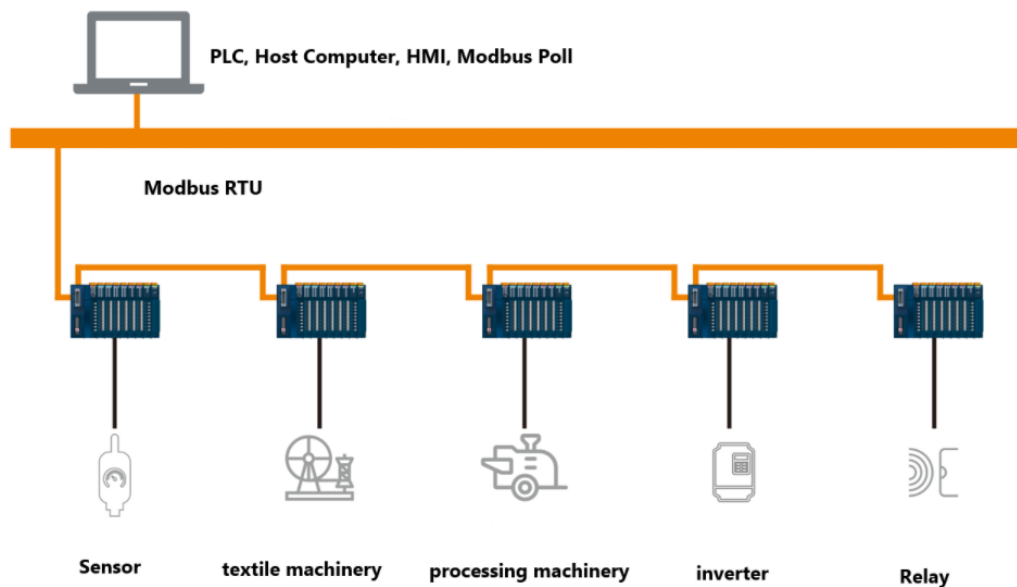 PLC, Host Computer, HMI, Modbus Poll
Modbus RTU
Sensor
textile machinery
processing machinery
inverter
Relay